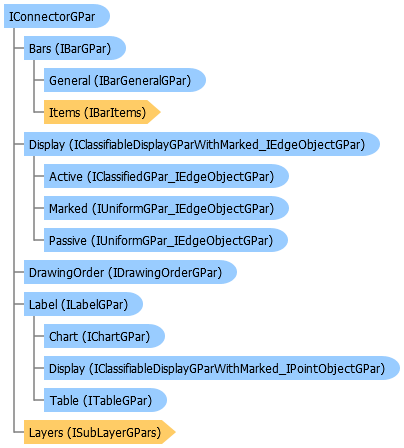 IConnectorGPar
Bars (IBarGPar)
General (IBarGeneralGPar)
Items (IBarItems)
Display (IClassifiableDisplayGParWithMarked_IEdgeObjectGPar)
Active (IClassifiedGPar_IEdgeObjectGPar)
Marked (IUniformGPar_IEdgeObjectGPar)
Passive (IUniformGPar_IEdgeObjectGPar)
DrawingOrder (IDrawingOrderGPar)
Label (ILabelGPar)
Chart (IChartGPar)
Display (IClassifiableDisplayGParWithMarked_IPointObjectGPar)
Table (ITableGPar)
Layers (ISubLayerGPars)